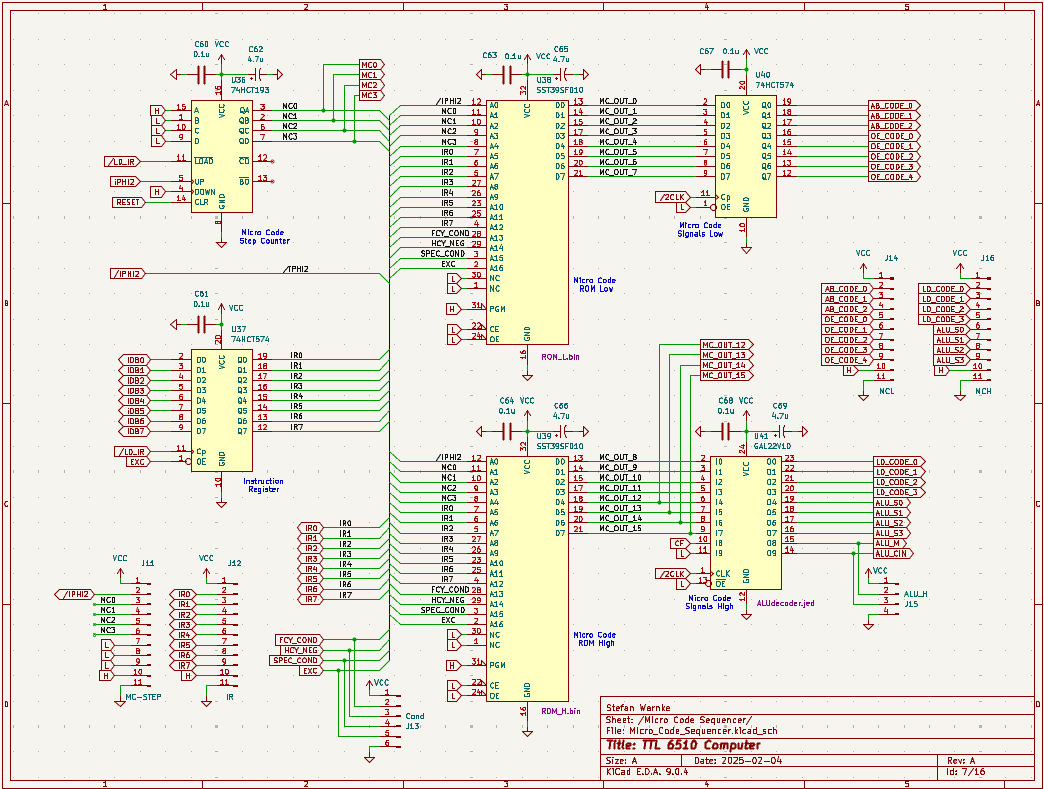 1 2 3 4 5
A
B
C
D
C60 VCC C62
0.1u 4.7u
U36
74HCT193
H 15 A QA 3 NC0
L 1 B QB 2 NC1
L 10 C QC 6 NC2
L 9 D QD 7 NC3
/LD_IR 11 LOAD CO 12
/PHI2 5 UP BO 13
H 4 DOWN
RESET 14 CLR
VCC GND 16 8
Micro Code
Step Counter
MC0
MC1
MC2
MC3
/PHI2 /PHI2
C61
0.1u VCC
U37
74HCT574
IDB0 2 D0 Q0 19 IR0
IDB1 3 D1 Q1 18 IR1
IDB2 4 D2 Q2 17 IR2
IDB3 5 D3 Q3 16 IR3
IDB4 6 D4 Q4 15 IR4
IDB5 7 D5 Q5 14 IR5
IDB6 8 D6 Q6 13 IR6
IDB7 9 D7 Q7 12 IR7
/LD_IR 11 Cp
EXC 1 OE
VCC GND 20 10
Instruction
Register
IR0 IR0
IR1 IR1
IR2 IR2
IR3 IR3
IR4 IR4
IR5 IR5
IR6 IR6
IR7 IR7
VCC J11
1
/PHI2 2
NC0 3
NC1 4
NC2 5
NC3 6
L 7
L 8
L 9
H 10
11
MC-STEP
VCC J12
1
IR0 2
IR1 3
IR2 4
IR3 5
IR4 6
IR5 7
IR6 8
IR7 9
H 10
11
IR
FCY_COND
HCY_NEG
SPEC_COND
EXC
VCC
1
2
3
4
5
6
Cond
J13
C63 0.1u VCC C65
4.7u
U38
SST39SF010
/PHI2 12 A0 D0 13 MC_OUT_0
NC0 11 A1 D1 14 MC_OUT_1
NC1 10 A2 D2 15 MC_OUT_2
NC2 9 A3 D3 17 MC_OUT_3
NC3 8 A4 D4 18 MC_OUT_4
IR0 7 A5 D5 19 MC_OUT_5
IR1 6 A6 D6 20 MC_OUT_6
IR2 5 A7 D7 21 MC_OUT_7
IR3 27 A8
IR4 26 A9
IR5 23 A10
IR6 25 A11
IR7 4 A12
FCY_COND 28 A13
HCY_NEG 29 A14
SPEC_COND 3 A15
EXC 2 A16
L 30 NC
L 1 NC
H 31 PGM
L 22 CE
L 24 OE
VCC GND 32 16
Micro Code
ROM Low
ROM_L.bin
C64 VCC C66
0.1u 4.7u
U39
SST39SF010
/PHI2 12 A0 D0 13 MC_OUT_8
NC0 11 A1 D1 14 MC_OUT_9
NC1 10 A2 D2 15 MC_OUT_10
NC2 9 A3 D3 17 MC_OUT_11
NC3 8 A4 D4 18 MC_OUT_12
IR0 7 A5 D5 19 MC_OUT_13
IR1 6 A6 D6 20 MC_OUT_14
IR2 5 A7 D7 21 MC_OUT_15
IR3 27 A8
IR4 26 A9
IR5 23 A10
IR6 25 A11
IR7 4 A12
FCY_COND 28 A13
HCY_NEG 29 A14
SPEC_COND 3 A15
EXC 2 A16
L 30 NC
L 1 NC
H 31 PGM
L 22 CE
L 24 OE
VCC GND 32 16
Micro Code
ROM High
ROM_H.bin
C67 0.1u VCC
U40
74HCT574
2 D0 Q0 19 AB_CODE_0
3 D1 Q1 18 AB_CODE_1
4 D2 Q2 17 AB_CODE_2
5 D3 Q3 16 OE_CODE_0
6 D4 Q4 15 OE_CODE_1
7 D5 Q5 14 OE_CODE_2
8 D6 Q6 13 OE_CODE_3
9 D7 Q7 12 OE_CODE_4
/2CLK 11 Cp
L 1 OE
VCC GND 20 10
Micro Code
Signals Low
MC_OUT_12
MC_OUT_13
MC_OUT_14
MC_OUT_15
C68 VCC C69
0.1u 4.7u
U41
GAL22V10
2 I0 O0 23 LD_CODE_0
3 I1 O1 22 LD_CODE_1
4 I2 O2 21 LD_CODE_2
5 I3 O3 20 LD_CODE_3
6 I4 O4 19 ALU_S0
7 I5 O5 18 ALU_S1
8 I6 O6 17 ALU_S2
9 I7 O7 16 ALU_S3
CF 10 I8 O8 15 ALU_M
L 11 I9 O9 14 ALU_CIN
/2CLK 1 CLK
L 13 OE
VCC GND 24 12
Micro Code
Signals High
ALUdecoder.jed
VCC J14
1
AB_CODE_0 2
AB_CODE_1 3
AB_CODE_2 4
OE_CODE_0 5
OE_CODE_1 6
OE_CODE_2 7
OE_CODE_3 8
OE_CODE_4 9
H 10
11
NCL
VCC J16
1
LD_CODE_0 2
LD_CODE_1 3
LD_CODE_2 4
LD_CODE_3 5
ALU_S0 6
ALU_S1 7
ALU_S2 8
ALU_S3 9
H 10
11
NCH
VCC
1
2
3
4
ALU_H
J15
Stefan Warnke
Sheet: /Micro Code Sequencer/
File: Micro_Code_Sequencer.kicad_sch
Title: TTL 6510 Computer
Size: A Date: 2025-02-04 Rev: A
KiCad E.D.A. 9.0.4 Id: 7/16
1 2 3 4 5
A
B
C
D